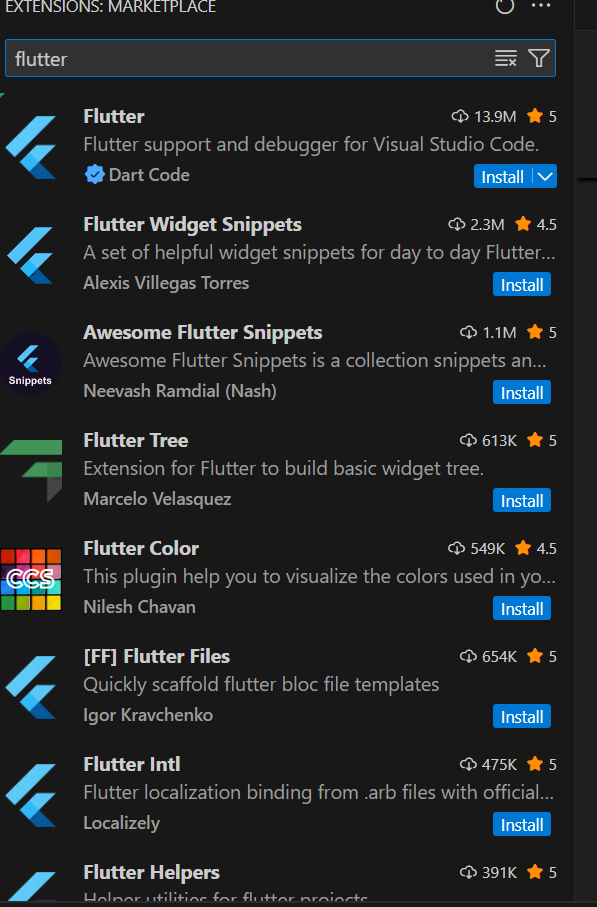 EXTENSIONS: MARKETPLACE
flutter
Flutter 13.9M 5
Flutter support and debugger for Visual Studio Code.
Dart Code Install
Flutter Widget Snippets 2.3M 4.5
A set of helpful widget snippets for day to day Flutter...
Alexis Villegas Torres Install
Awesome Flutter Snippets 1.1M 5
Snippets
Awesome Flutter Snippets is a collection snippets an...
Neevash Ramdial (Nash) Install
Flutter Tree 613K 5
Extension for Flutter to build basic widget tree.
Marcelo Velasquez Install
Flutter Color 549K 4.5
CCS
This plugin help you to visualize the colors used in yo...
Nilesh Chavan Install
[FF] Flutter Files 654K 5
Quickly scaffold flutter bloc file templates
Igor Kravchenko Install
Flutter Intl 475K 5
Flutter localization binding from .arb files with official...
Localizely Install
Flutter Helpers 391K 5
Helper utilities for flutter projects